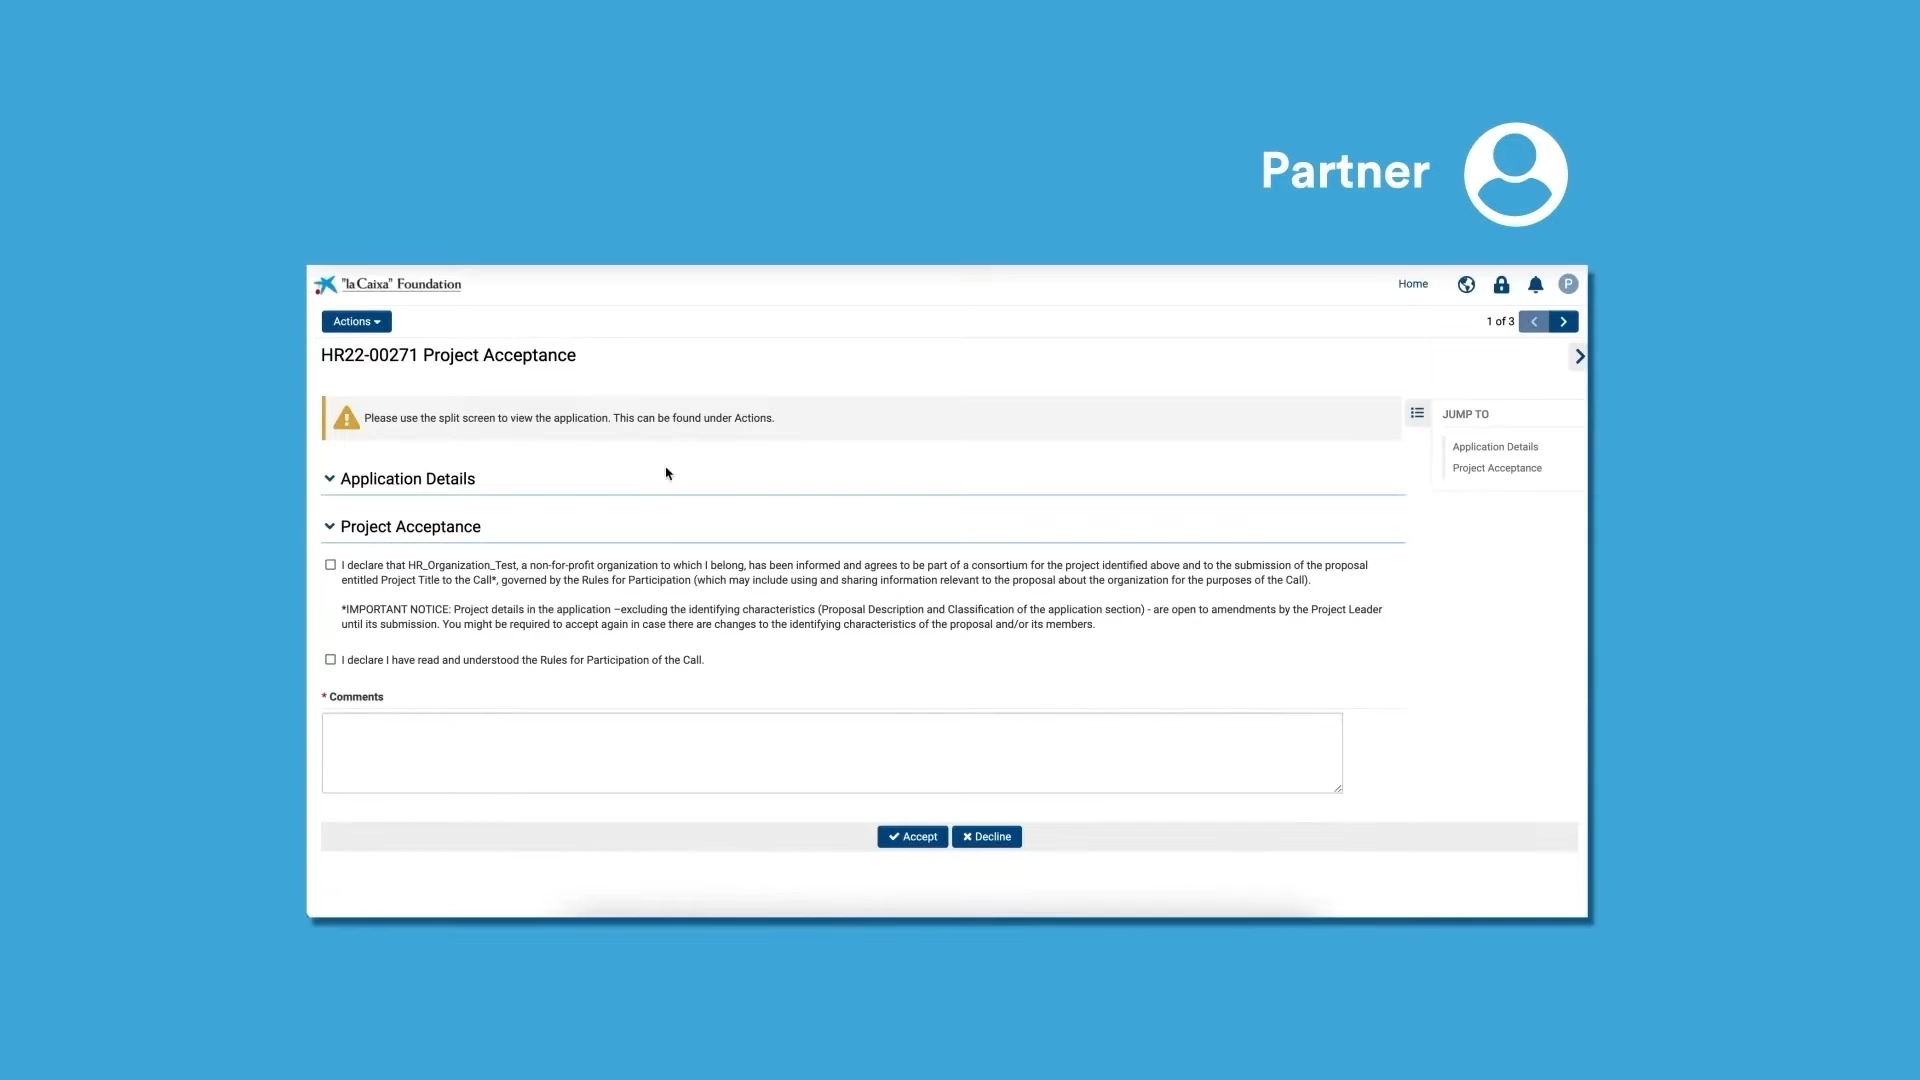 Partner
"la Caixa" Foundation
Home
P
Actions
1 of 3
HR22-00271 Project Acceptance
Please use the split screen to view the application. This can be found under Actions.
JUMP TO
Application Details
Project Acceptance
Application Details
Project Acceptance
I declare that HR_Organization_Test, a non-for-profit organization to which I belong, has been informed and agrees to be part of a consortium for the project identified above and to the submission of the proposal
entitled Project Title to the Call*, governed by the Rules for Participation (which may include using and sharing information relevant to the proposal about the organization for the purposes of the Call).
*IMPORTANT NOTICE: Project details in the application –excluding the identifying characteristics (Proposal Description and Classification of the application section) - are open to amendments by the Project Leader
until its submission. You might be required to accept again in case there are changes to the identifying characteristics of the proposal and/or its members.
I declare I have read and understood the Rules for Participation of the Call.
* Comments
Accept
Decline